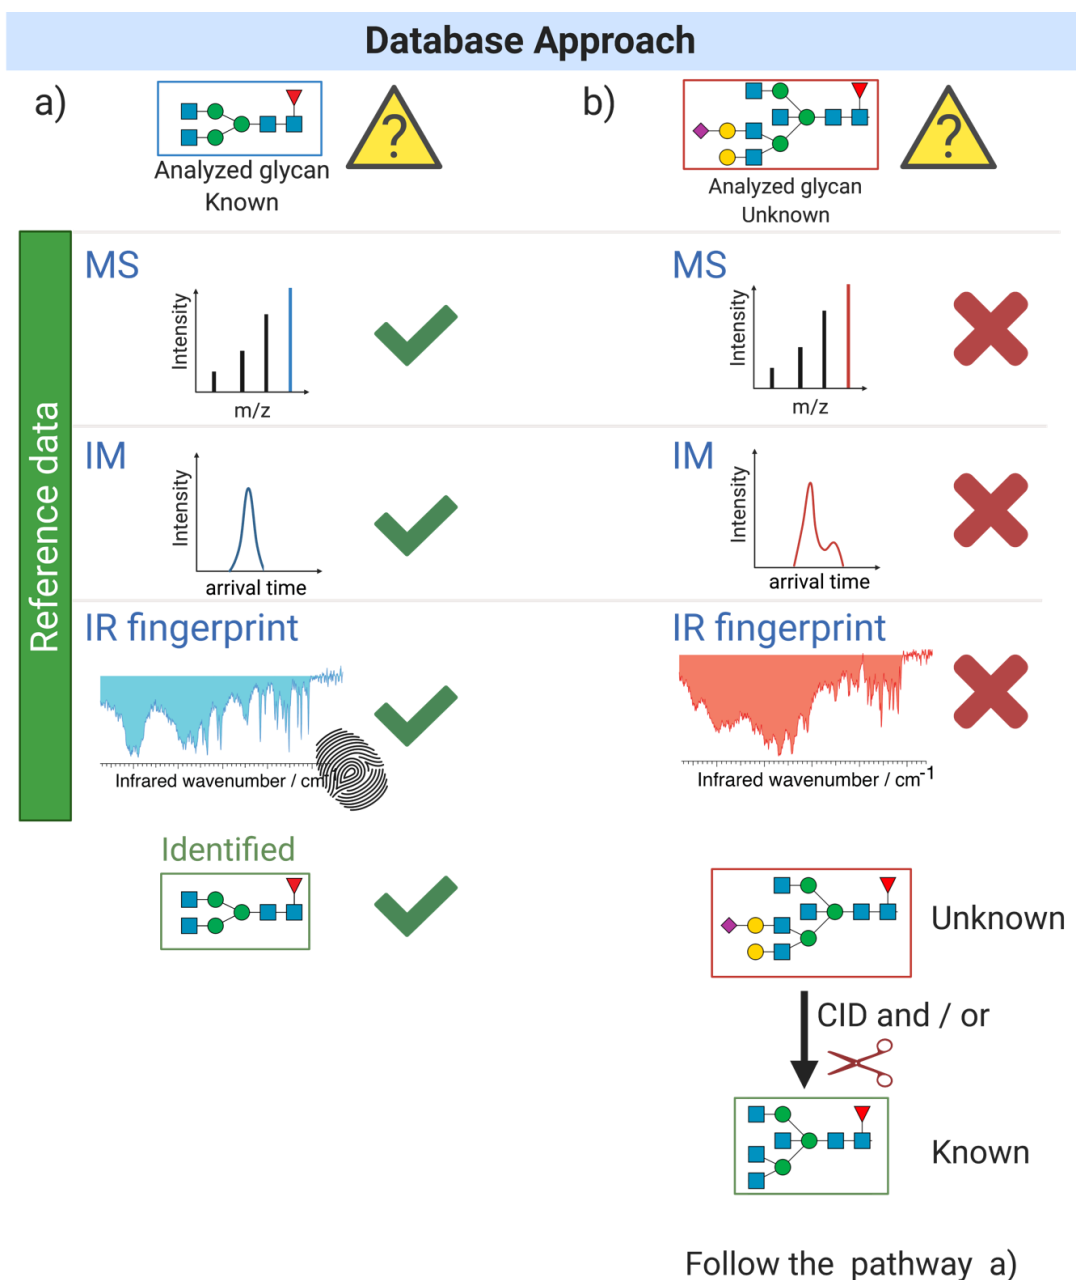 Database Approach
a)
?
Analyzed glycan
Known
b)
?
Analyzed glycan
Unknown
Reference data
MS
Intensity
m/z
MS
Intensity
m/z
IM
Intensity
arrival time
IM
Intensity
arrival time
IR fingerprint
Infrared wavenumber / cm-1
IR fingerprint
Infrared wavenumber / cm-1
Identified
Unknown
CID and / or
Known
Follow the pathway a)